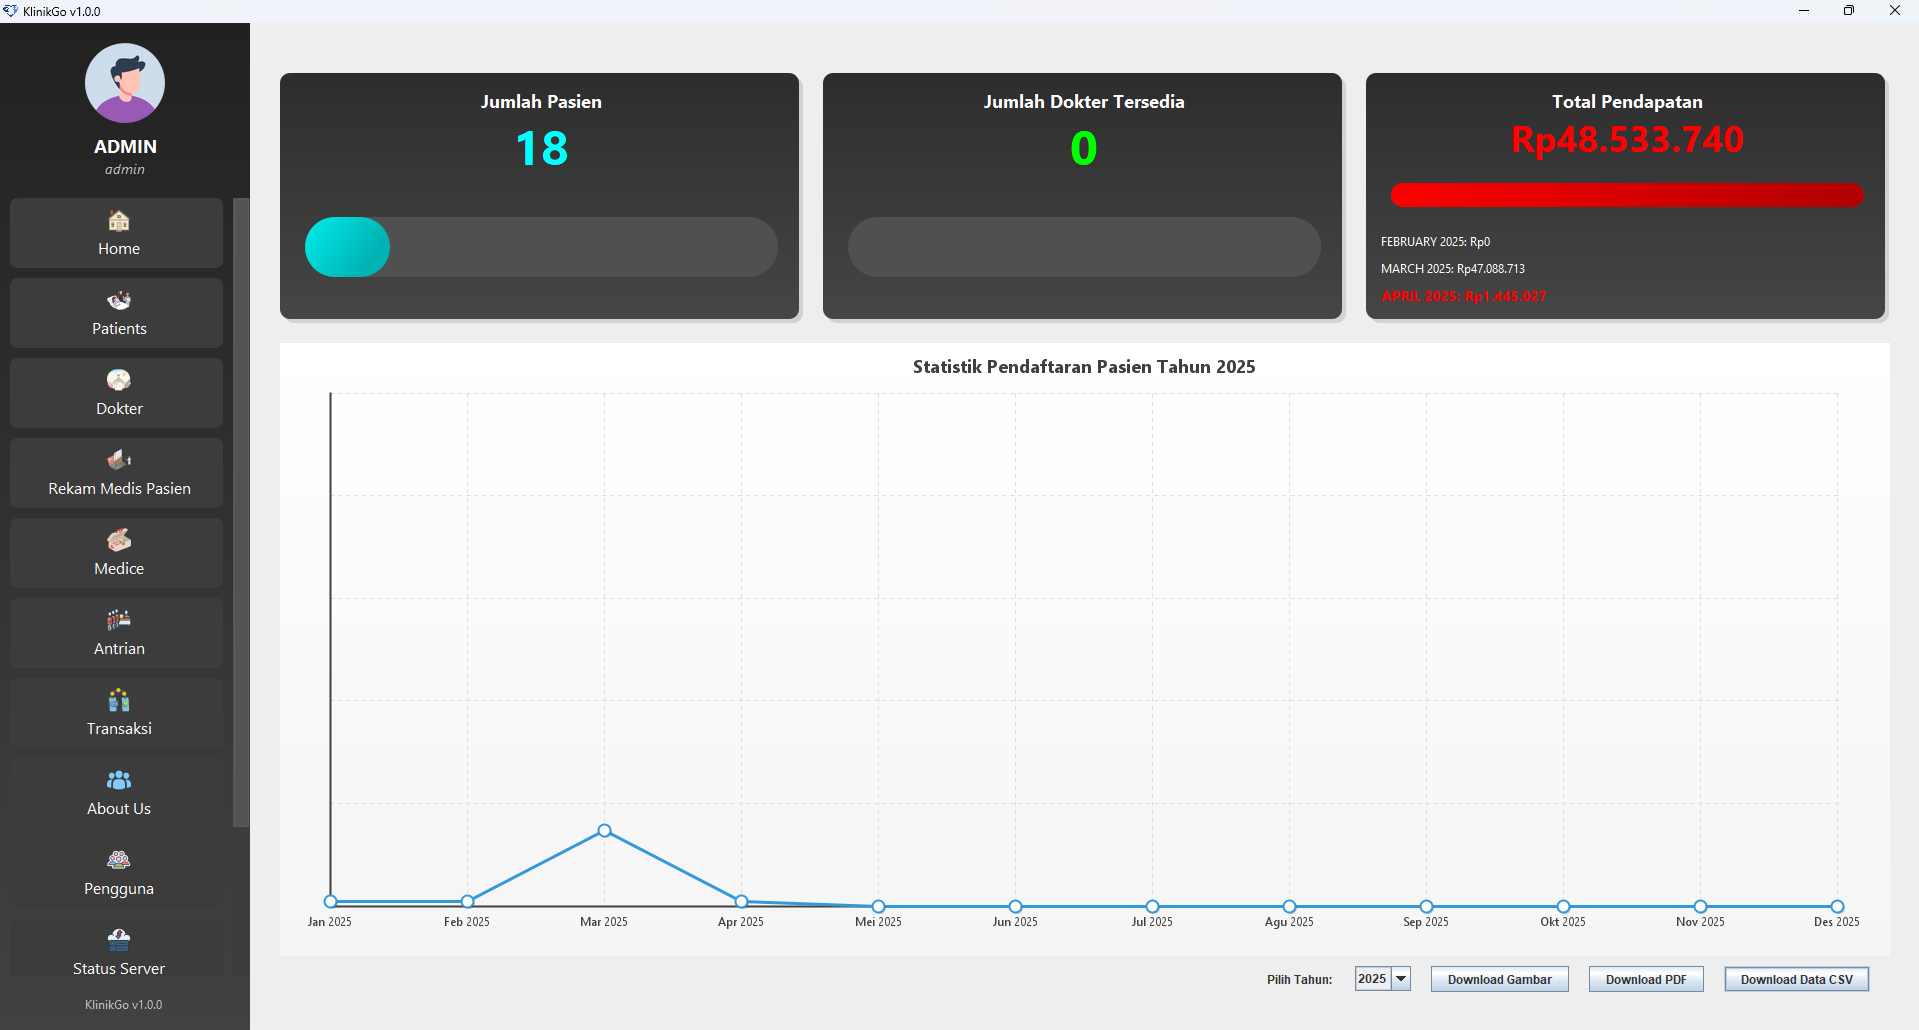 KlinikGo v1.0.0
ADMIN
admin
Home
Patients
Dokter
Rekam Medis Pasien
Medice
Antrian
Transaksi
About Us
Pengguna
Status Server
KlinikGo v1.0.0
Jumlah Pasien
18
Jumlah Dokter Tersedia
0
Total Pendapatan
Rp48.533.740
FEBRUARY 2025: Rp0
MARCH 2025: Rp47.088.713
APRIL 2025: Rp1.445.027
Statistik Pendaftaran Pasien Tahun 2025
Jan 2025 Feb 2025 Mar 2025 Apr 2025 Mei 2025 Jun 2025 Jul 2025 Agu 2025 Sep 2025 Okt 2025 Nov 2025 Des 2025
Pilih Tahun: 2025 Download Gambar Download PDF Download Data CSV